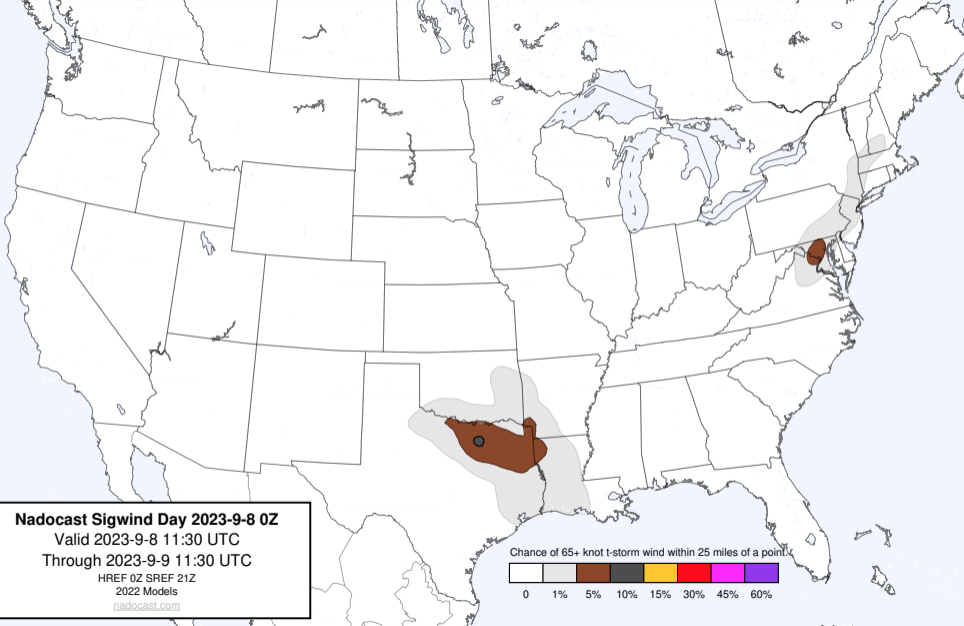 Nadocast Sigwind Day 2023-9-8 0Z
Valid 2023-9-8 11:30 UTC
Through 2023-9-9 11:30 UTC
HREF 0Z SREF 21Z
2022 Models
nadocast.com
Chance of 65+ knot t-storm wind within 25 miles of a point.
0 1% 5% 10% 15% 30% 45% 60%